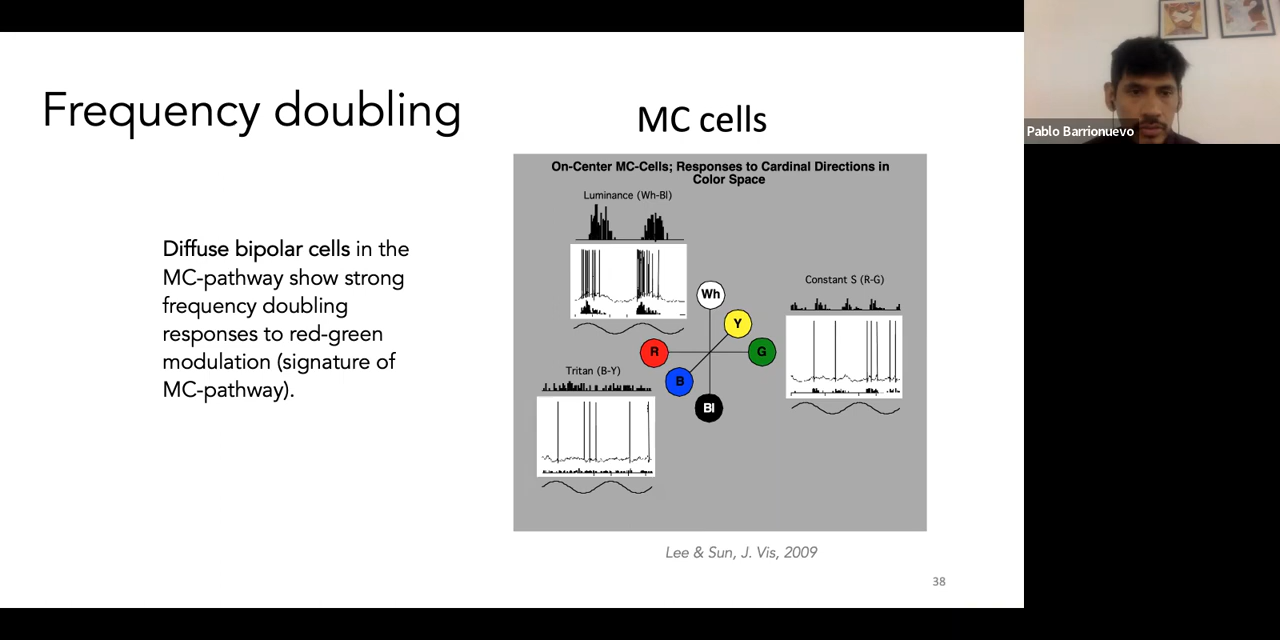 Frequency doubling
MC cells
Diffuse bipolar cells in the
MC-pathway show strong
frequency doubling
responses to red-green
modulation (signature of
MC-pathway).
On-Center MC-Cells; Responses to Cardinal Directions in
Color Space
Luminance (Wh-Bl)
Constant S (R-G)
Tritan (B-Y)
Wh
Y
R
G
B
Bl
Lee & Sun, J. Vis, 2009
38
Pablo Barrionuevo